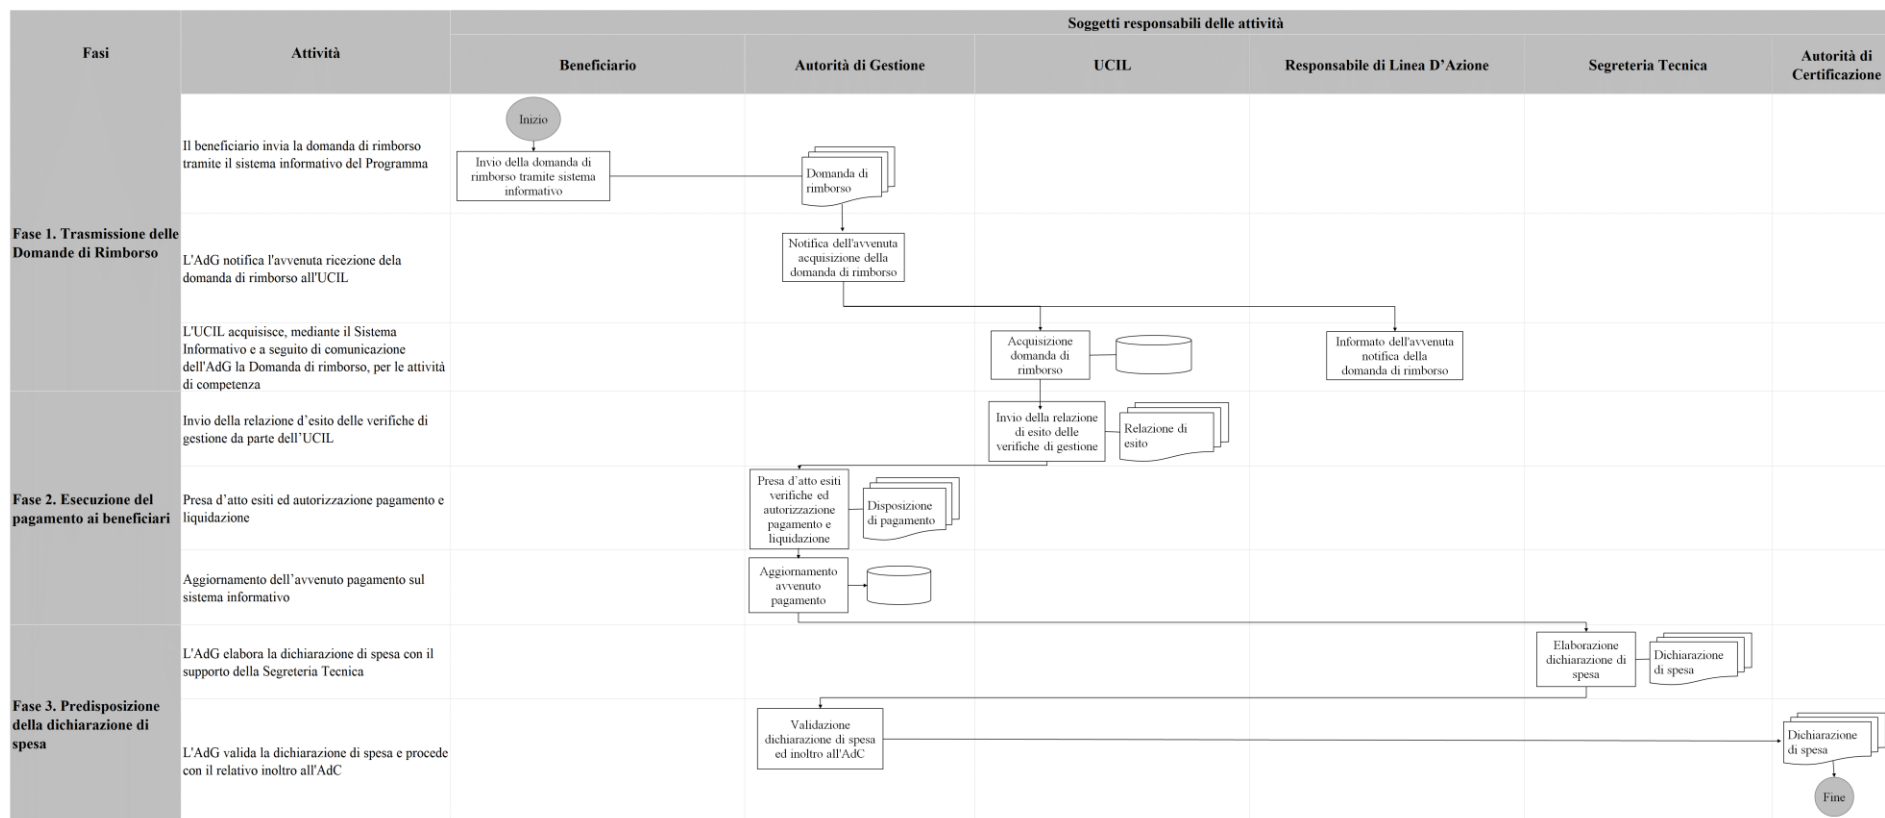 Soggetti responsabili delle attività
Fasi
Attività
Beneficiario
Autorità di Gestione
UCIL
Responsabile di Linea D'Azione
Segreteria Tecnica
Autorità di
Certificazione
Fase 1. Trasmissione delle
Domande di Rimborso
Il beneficiario invia la domanda di rimborso
tramite il sistema informativo del Programma
Inizio
Invio della domanda di
rimborso tramite sistema
informativo
Domanda di
rimborso
L'AdG notifica l'avvenuta ricezione dela
domanda di rimborso all'UCIL
Notifica dell'avvenuta
acquisizione della
domanda di rimborso
L'UCIL acquisisce, mediante il Sistema
Informativo e a seguito di comunicazione
dell'AdG la Domanda di rimborso, per le attività
di competenza
Acquisizione
domanda di
rimborso
Informato dell'avvenuta
notifica della
domanda di rimborso
Fase 2. Esecuzione del
pagamento ai beneficiari
Invio della relazione d'esito delle verifiche di
gestione da parte dell'UCIL
Invio della relazione
di esito delle
verifiche di gestione
Relazione di
esito
Presa d'atto esiti ed autorizzazione pagamento e
liquidazione
Presa d'atto esiti
verifiche ed
autorizzazione
pagamento e
liquidazione
Disposizione
di pagamento
Aggiornamento dell'avvenuto pagamento sul
sistema informativo
Aggiornamento
avvenuto
pagamento
Fase 3. Predisposizione
della dichiarazione di
spesa
L'AdG elabora la dichiarazione di spesa con il
supporto della Segreteria Tecnica
Elaborazione
dichiarazione di
spesa
Dichiarazione
di spesa
L'AdG valida la dichiarazione di spesa e procede
con il relativo inoltro all'AdC
Validazione
dichiarazione di spesa
ed inoltro all'AdC
Dichiarazione
di spesa
Fine